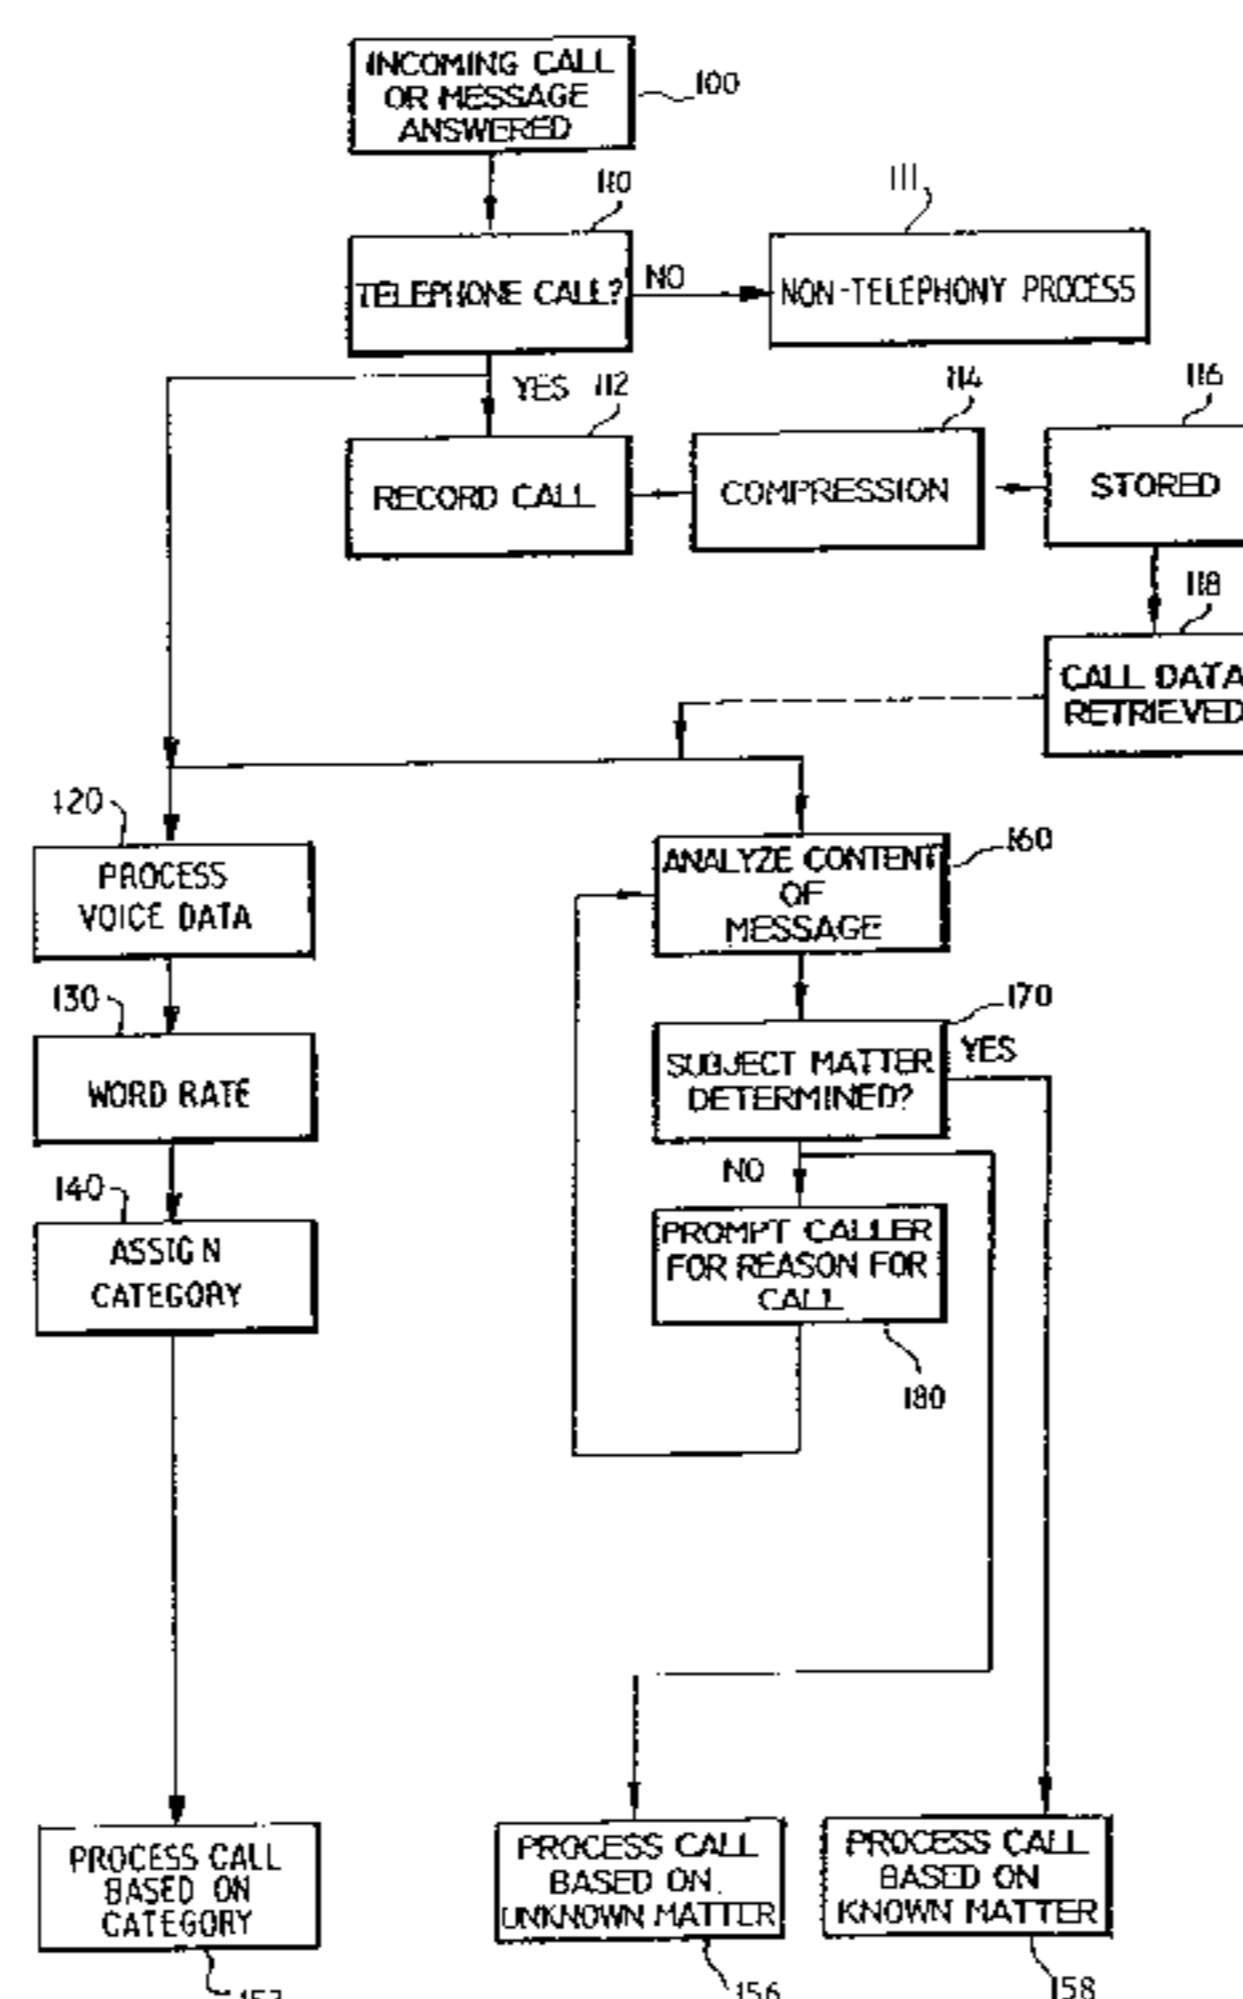 INCOMING CALL
OR MESSAGE
ANSWERED
100
110
111
TELEPHONE CALL?
NO
NON-TELEPHONY PROCESS
YES
112
114
116
RECORD CALL
COMPRESSION
STORED
118
CALL DATA
RETRIEVED
120
PROCESS
VOICE DATA
160
ANALYZE CONTENT
OF
MESSAGE
130
WORD RATE
170
SUBJECT MATTER
DETERMINED?
YES
NO
140
ASSIGN
CATEGORY
PROMPT CALLER
FOR REASON FOR
CALL
180
PROCESS CALL
BASED ON
CATEGORY
PROCESS CALL
BASED ON
UNKNOWN MATTER
PROCESS CALL
BASED ON
KNOWN MATTER
156
158